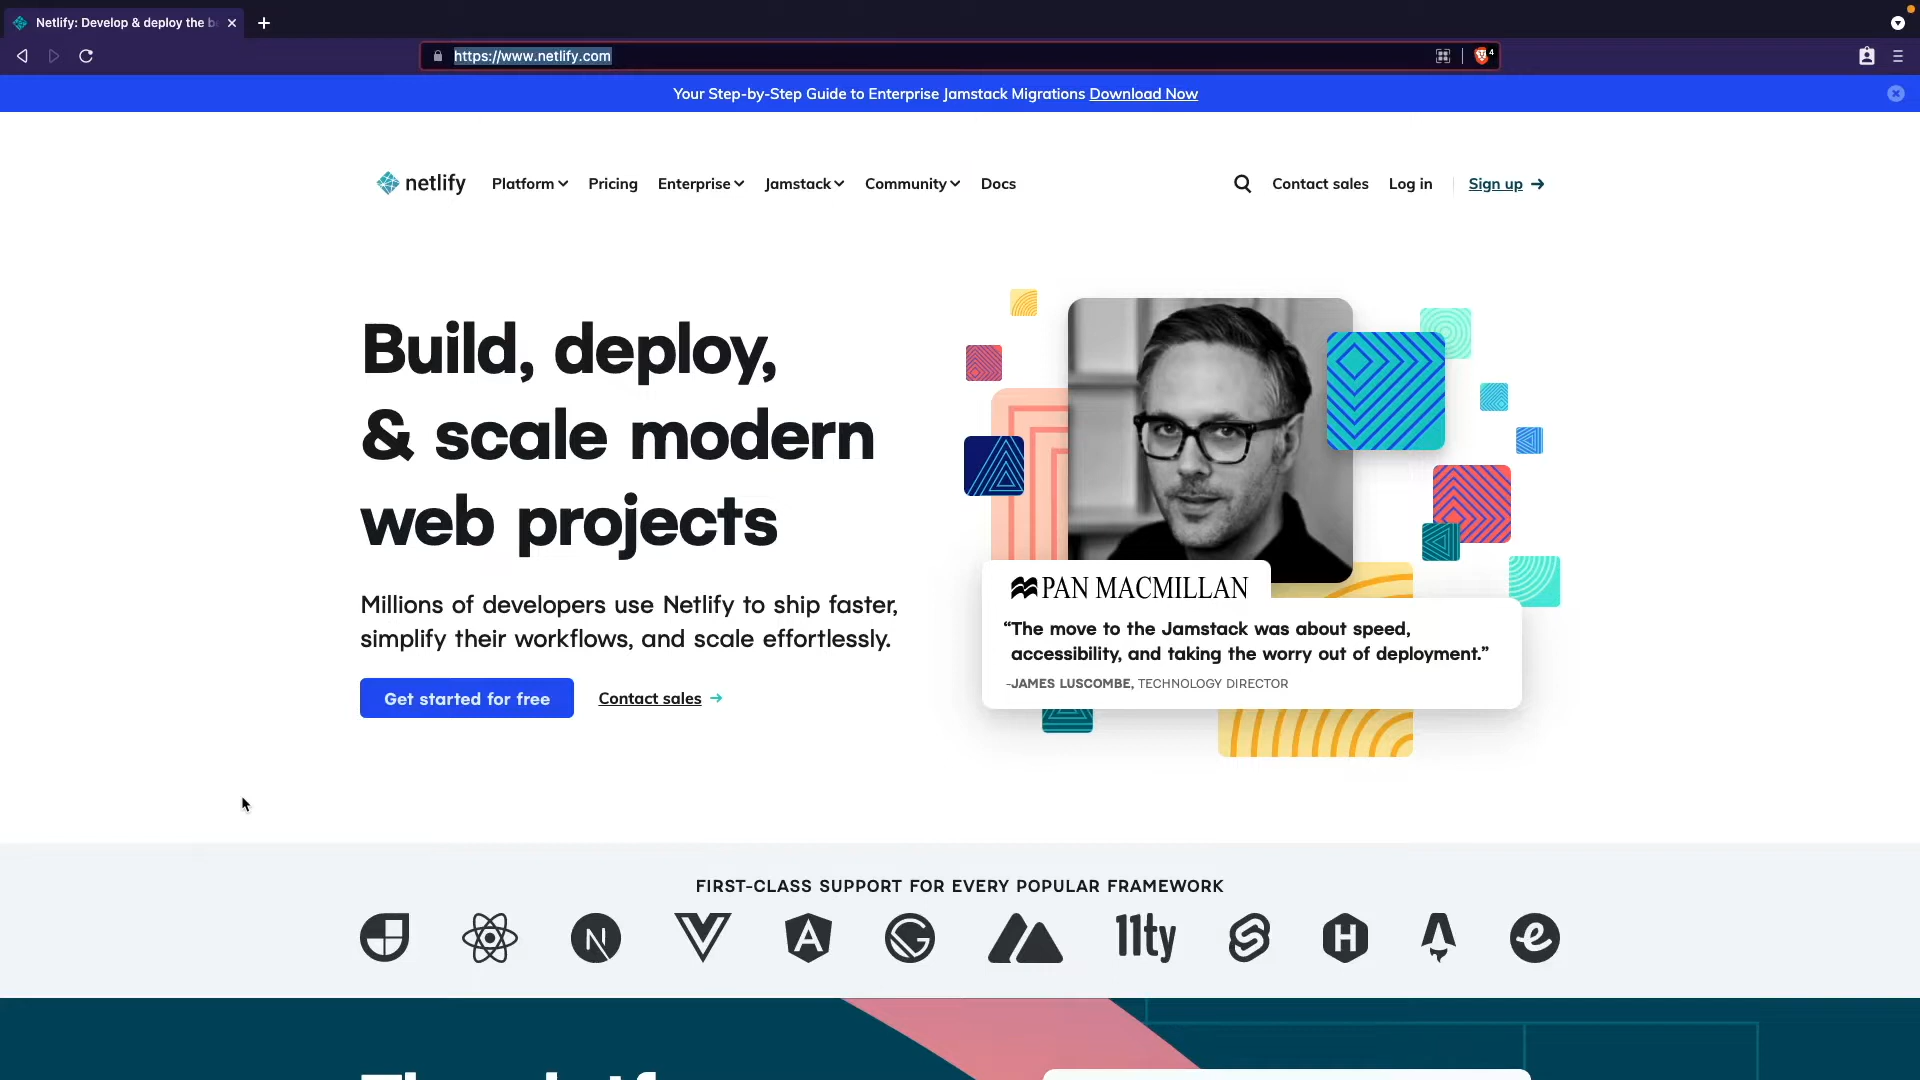 Netlify: Develop & deploy the b
https://www.netlify.com
4
Your Step-by-Step Guide to Enterprise Jamstack Migrations Download Now
netlify Platform Pricing Enterprise Jamstack Community Docs Contact sales Log in Sign up
Build, deploy,
& scale modern
web projects
Millions of developers use Netlify to ship faster,
simplify their workflows, and scale effortlessly.
Get started for free Contact sales
PAN MACMILLAN
“The move to the Jamstack was about speed,
accessibility, and taking the worry out of deployment.”
-JAMES LUSCOMBE, TECHNOLOGY DIRECTOR
FIRST-CLASS SUPPORT FOR EVERY POPULAR FRAMEWORK
N A G 11ty H e